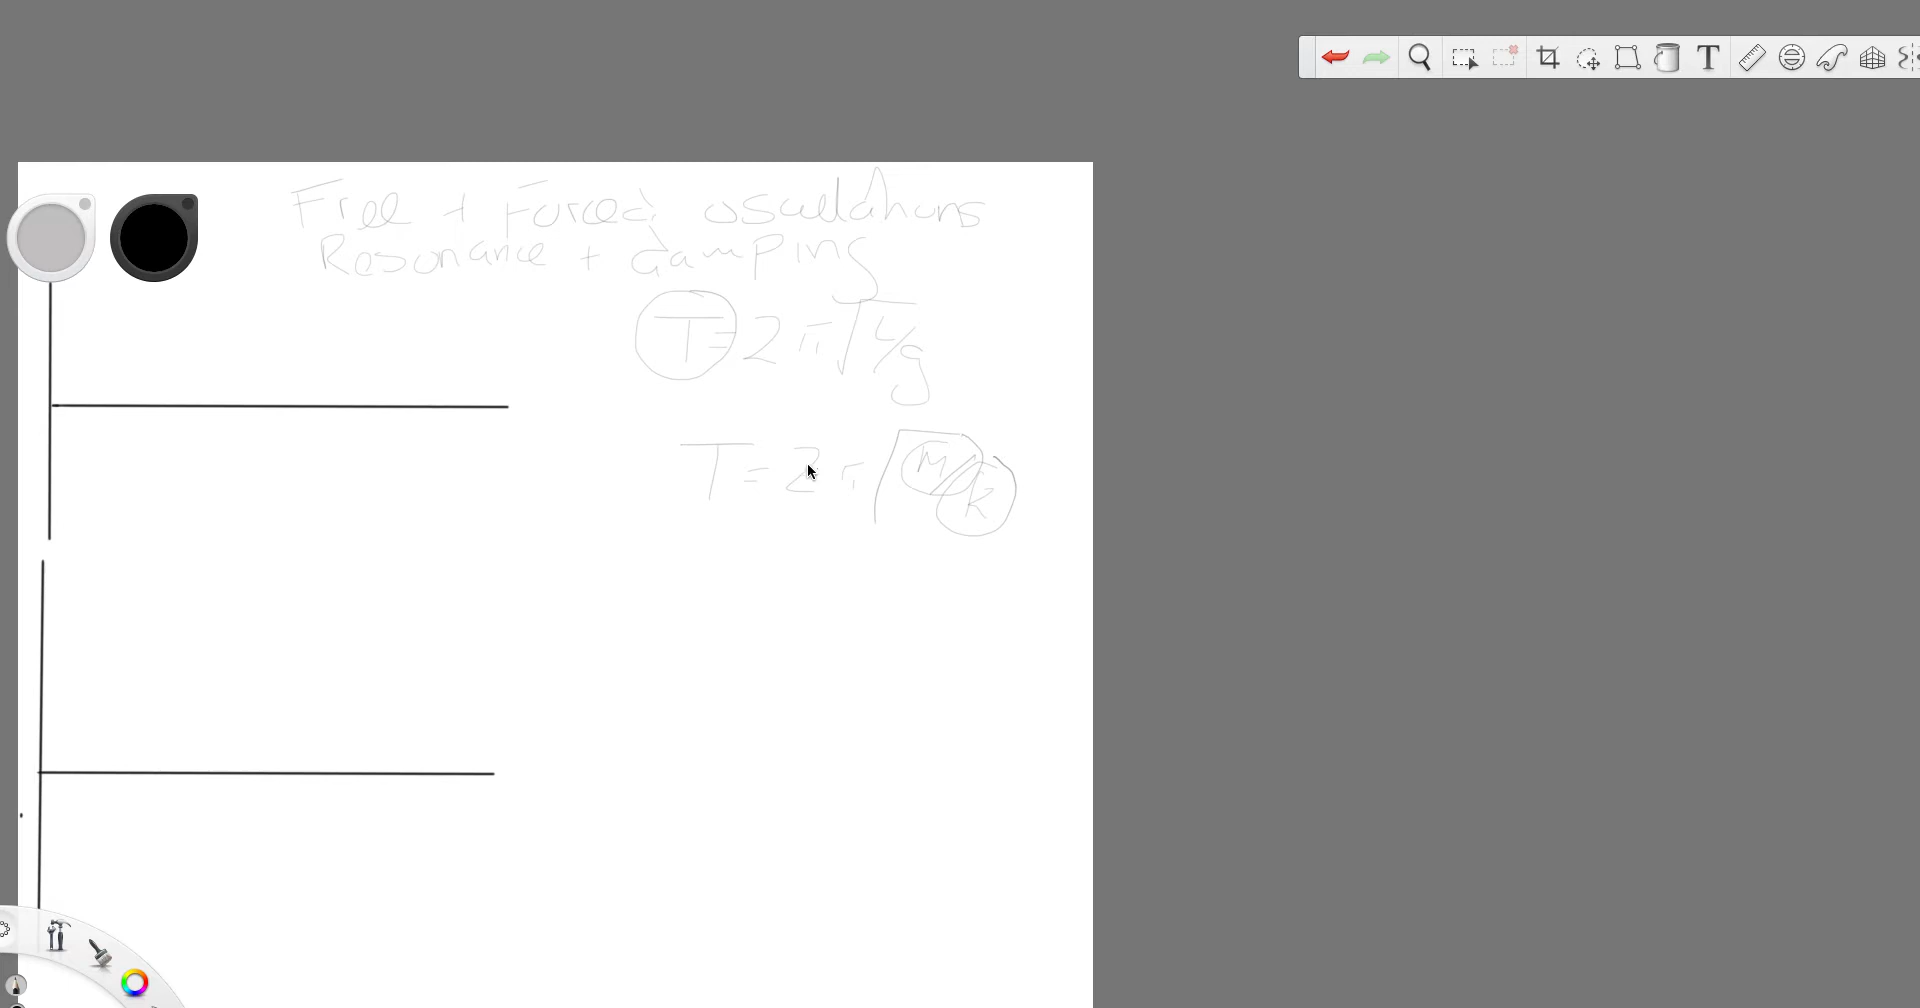 Free + Forced oscillations
Resonance + damping
T = 2π√L/g
T = 2π√m/k